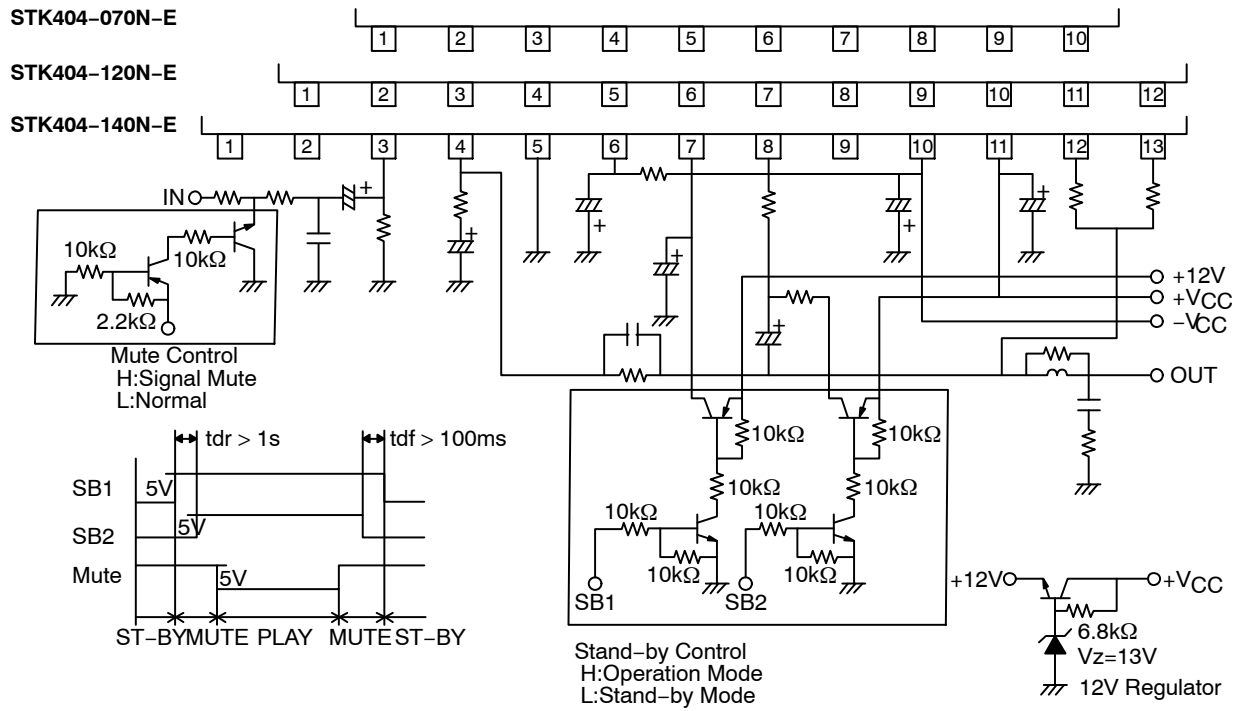 STK404−070N−E
1 2 3 4 5 6 7 8 9 10
STK404−120N−E
1 2 3 4 5 6 7 8 9 10 11 12
STK404−140N−E
1 2 3 4 5 6 7 8 9 10 11 12 13
IN
+
+
+
+
+
+
+
10kΩ
10kΩ
2.2kΩ
Mute Control
H:Signal Mute
L:Normal
+12V
+VCC
−VCC
OUT
tdr > 1s
tdf > 100ms
SB1
5V
SB2
5V
Mute
5V
ST−BY MUTE PLAY MUTE ST−BY
10kΩ
10kΩ
10kΩ
10kΩ
10kΩ
10kΩ
10kΩ
10kΩ
SB1
SB2
Stand−by Control
H:Operation Mode
L:Stand−by Mode
+12V
+VCC
6.8kΩ
Vz=13V
12V Regulator